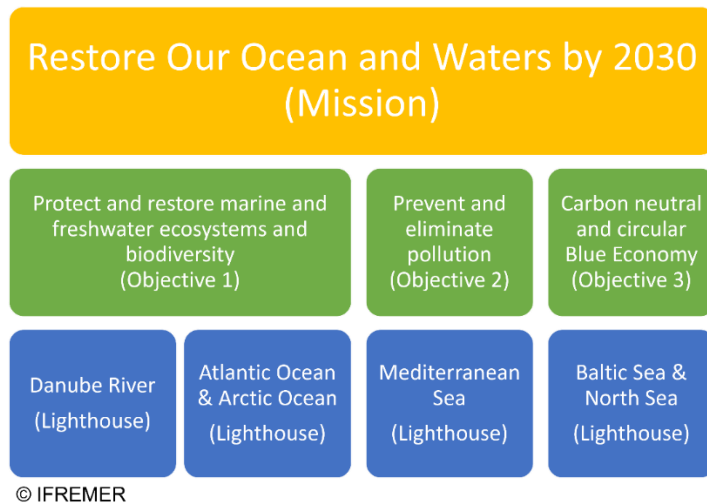 Restore Our Ocean and Waters by 2030
(Mission)
Protect and restore marine and
freshwater ecosystems and
biodiversity
(Objective 1)
Prevent and
eliminate
pollution
(Objective 2)
Carbon neutral
and circular
Blue Economy
(Objective 3)
Danube River
(Lighthouse)
Atlantic Ocean
& Arctic Ocean
(Lighthouse)
Mediterranean
Sea
(Lighthouse)
Baltic Sea &
North Sea
(Lighthouse)
© IFREMER